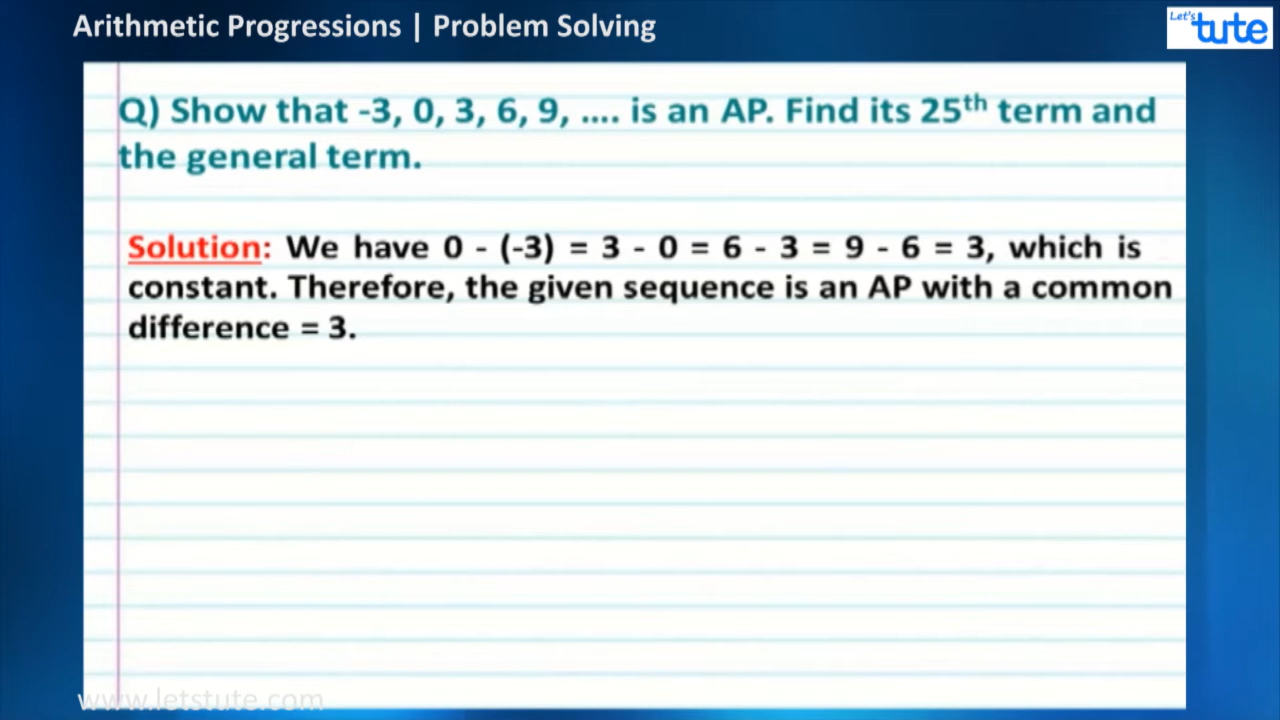 Arithmetic Progressions | Problem Solving
Let's tute
Q) Show that -3, 0, 3, 6, 9, .... is an AP. Find its 25th term and
the general term.
Solution: We have 0 - (-3) = 3 - 0 = 6 - 3 = 9 - 6 = 3, which is
constant. Therefore, the given sequence is an AP with a common
difference = 3.
www.letstute.com